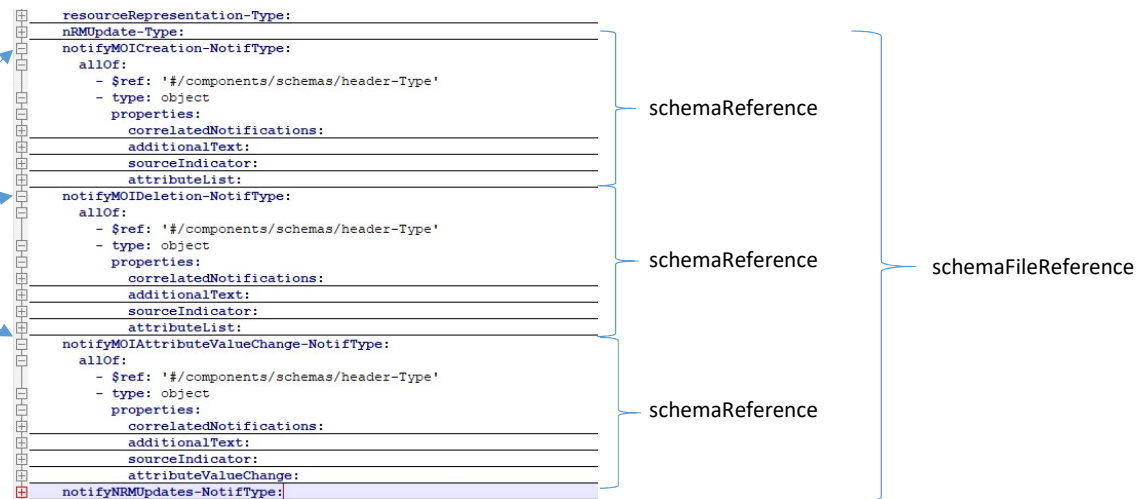 resourceRepresentation-Type:
nRMUpdate-Type:
notifyMOICreation-NotifType:
allOf:
- $ref: '#/components/schemas/header-Type'
- type: object
properties:
correlatedNotifications:
additionalText:
sourceIndicator:
attributeList:
notifyMOIDeletion-NotifType:
allOf:
- $ref: '#/components/schemas/header-Type'
- type: object
properties:
correlatedNotifications:
additionalText:
sourceIndicator:
attributeList:
notifyMOIAttributeValueChange-NotifType:
allOf:
- $ref: '#/components/schemas/header-Type'
- type: object
properties:
correlatedNotifications:
additionalText:
sourceIndicator:
attributeValueChange:
notifyNRMUpdates-NotifType:
schemaReference
schemaReference
schemaReference
schemaFileReference